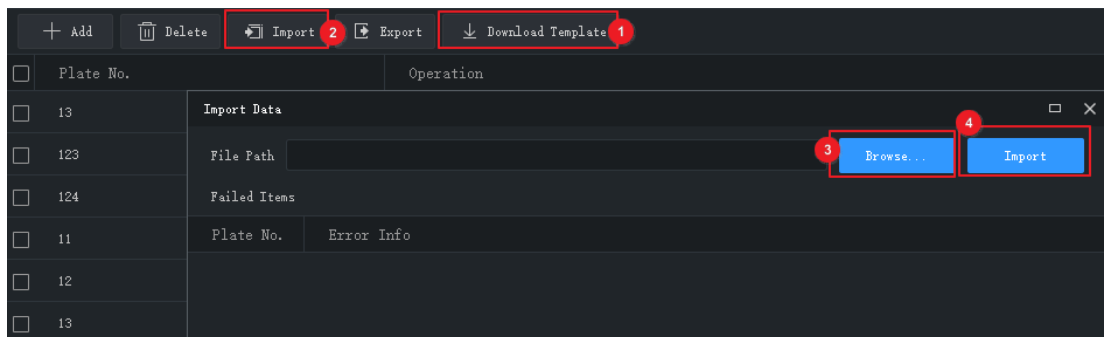 Add Delete Import 2 Export Download Template 1
Plate No. Operation
13
Import Data
4
123
File Path 3 Browse... Import
124
Failed Items
11
Plate No. Error Info
12
13